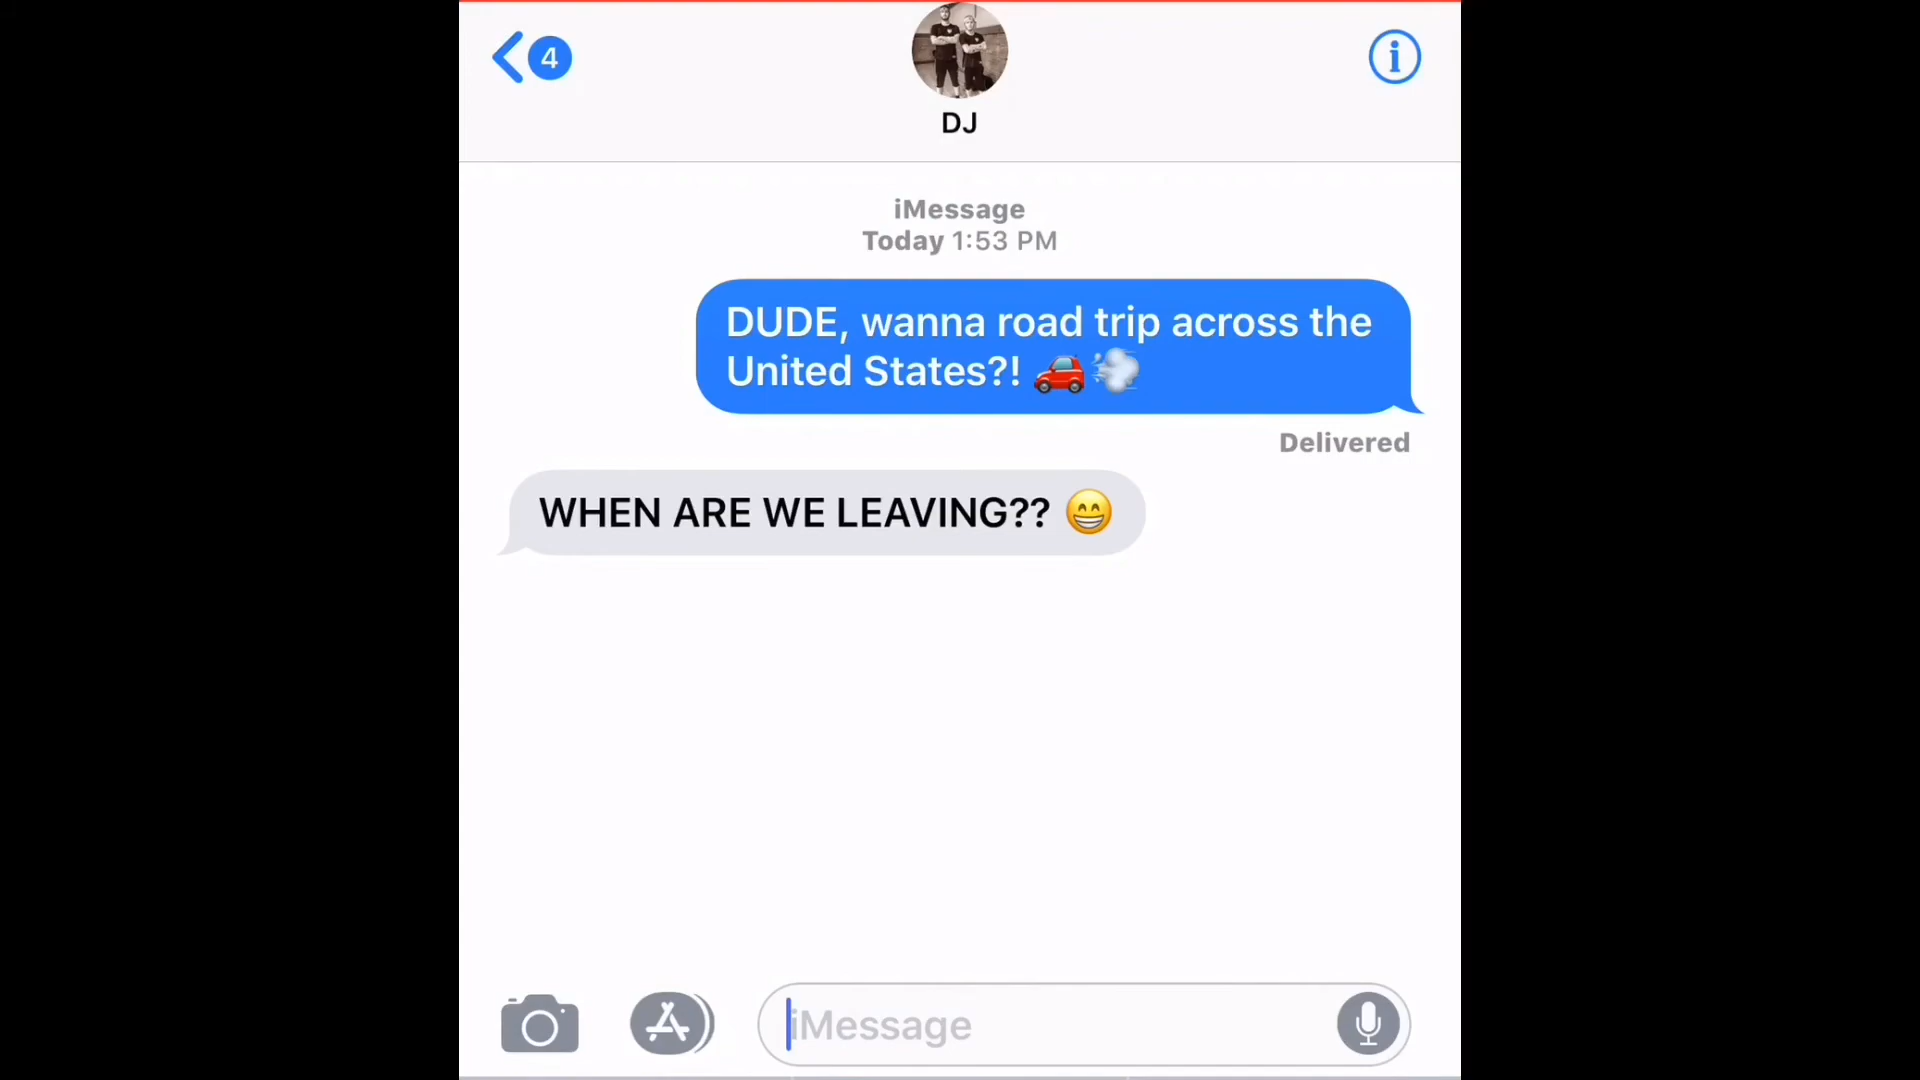 4
DJ
iMessage
Today 1:53 PM
DUDE, wanna road trip across the
United States?! 🚗💨
Delivered
WHEN ARE WE LEAVING?? 😁
iMessage